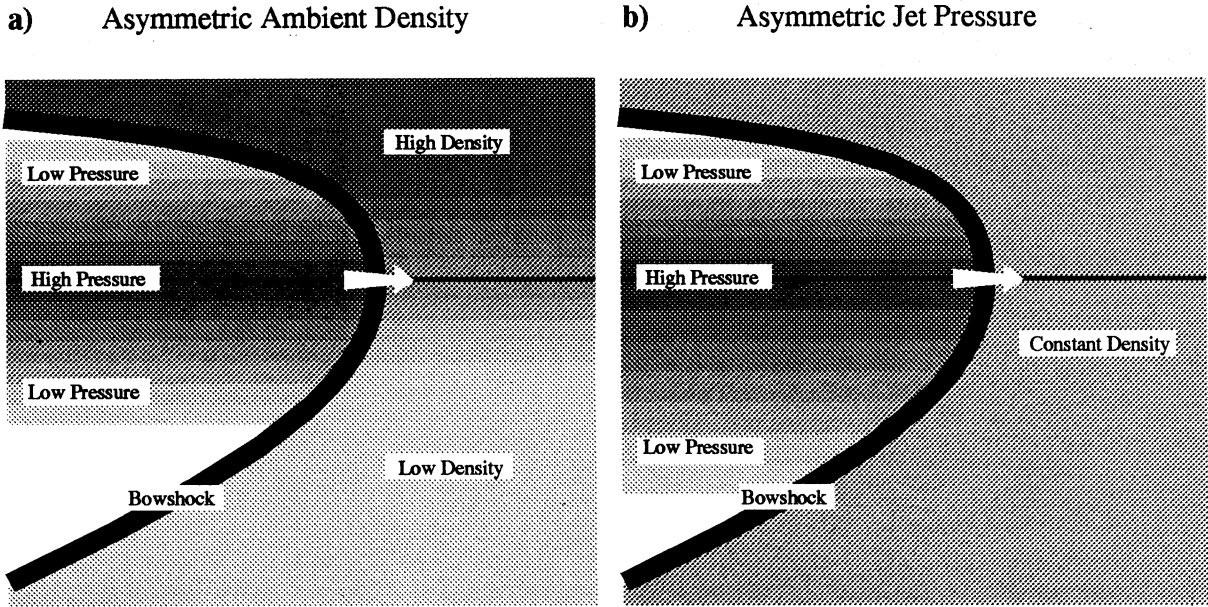 a) Asymmetric Ambient Density
High Density
Low Pressure
High Pressure
Low Pressure
Low Density
Bowshock
b) Asymmetric Jet Pressure
Low Pressure
High Pressure
Constant Density
Low Pressure
Bowshock